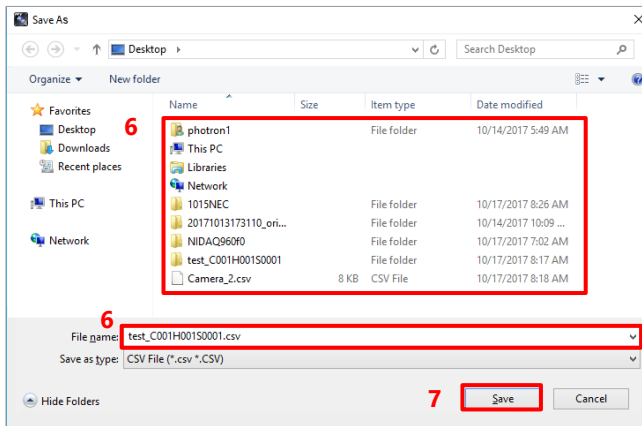 Save As
Desktop
Search Desktop
Organize
New folder
Name Size Item type Date modified
Favorites
Desktop
Downloads
Recent places
This PC
Network
6
photron1 File folder 10/14/2017 5:49 AM
This PC
Libraries
Network
1015NEC File folder 10/17/2017 8:26 AM
20171013173110_ori... File folder 10/14/2017 10:09 ...
NIDAQ960f0 File folder 10/17/2017 7:02 AM
test_C001H001S0001 File folder 10/17/2017 8:17 AM
Camera_2.csv 8 KB CSV File 10/17/2017 8:18 AM
6
File name: test_C001H001S0001.csv
Save as type: CSV File (*.csv *.CSV)
Hide Folders
7
Save
Cancel